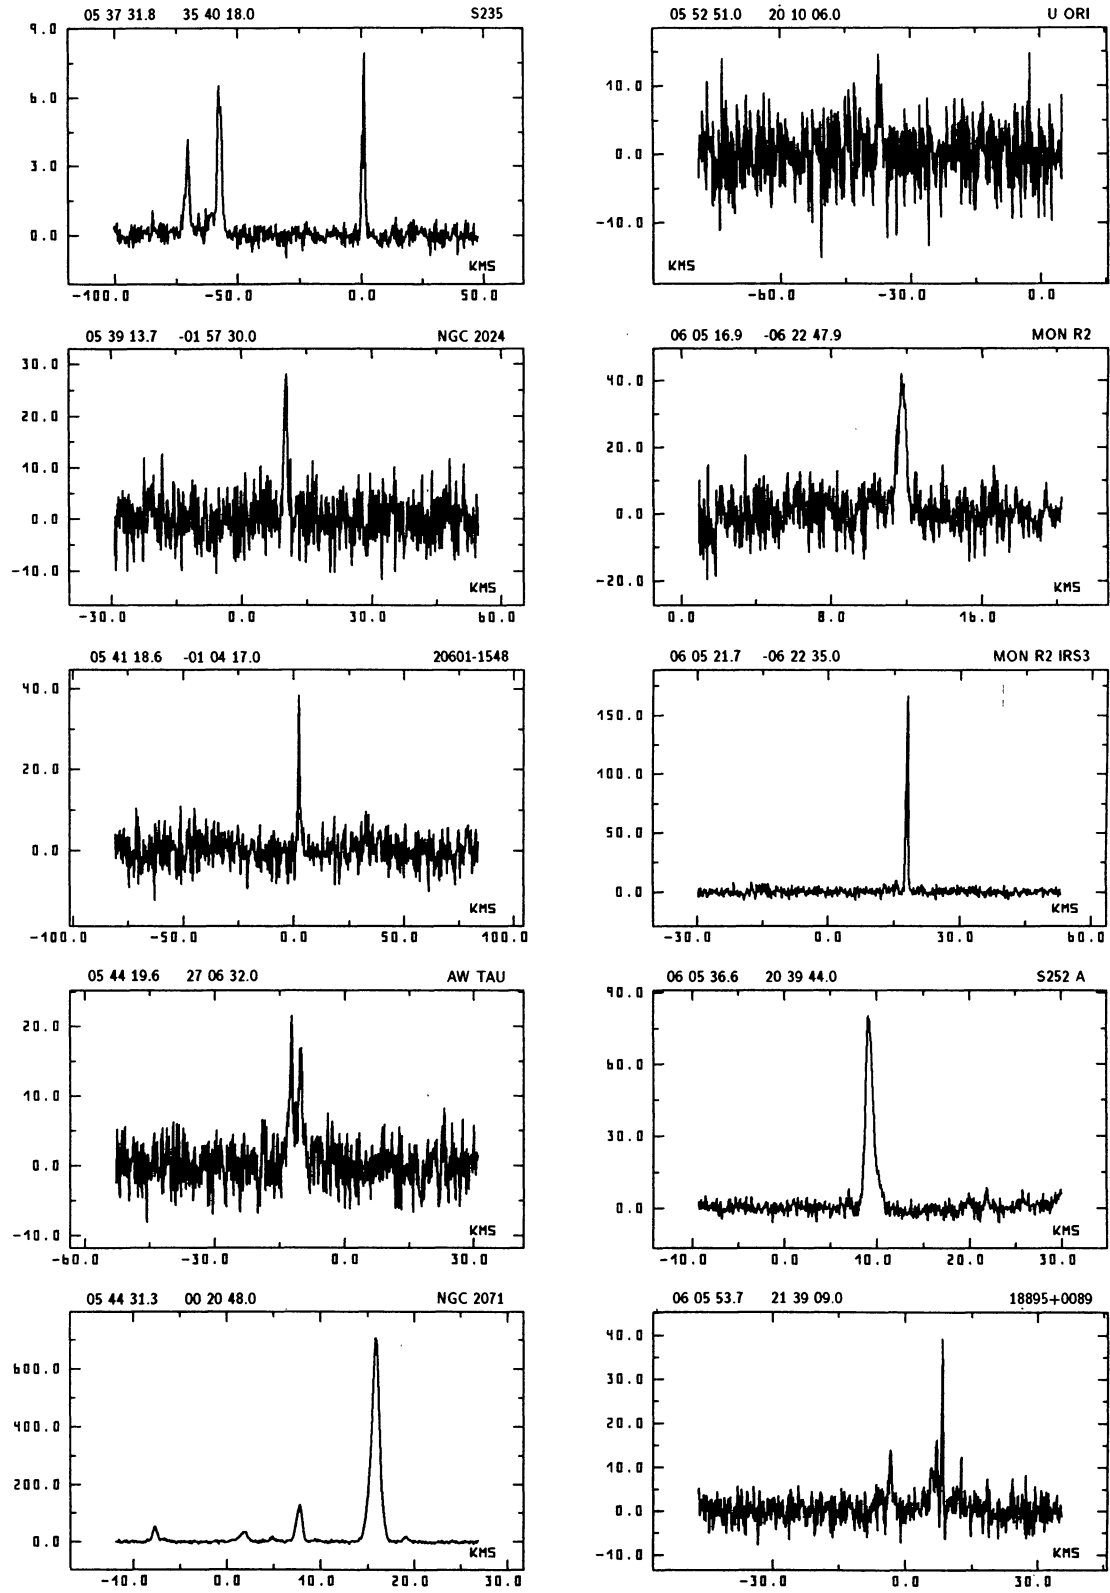 05 37 31.8 35 40 18.0 S235
9.0
6.0
3.0
0.0
KMS
-100.0 -50.0 0.0 50.0
05 52 51.0 20 10 06.0 U ORI
10.0
0.0
-10.0
KMS
-60.0 -30.0 0.0
05 39 13.7 -01 57 30.0 NGC 2024
30.0
20.0
10.0
0.0
-10.0
KMS
-30.0 0.0 30.0 60.0
06 05 16.9 -06 22 47.9 MON R2
40.0
20.0
0.0
-20.0
KMS
0.0 8.0 16.0
05 41 18.6 -01 04 17.0 20601-1548
40.0
20.0
0.0
KMS
-100.0 -50.0 0.0 50.0 100.0
06 05 21.7 -06 22 35.0 MON R2 IRS3
150.0
100.0
50.0
0.0
KMS
-30.0 0.0 30.0 60.0
05 44 19.6 27 06 32.0 AW TAU
20.0
10.0
0.0
-10.0
KMS
-60.0 -30.0 0.0 30.0
06 05 36.6 20 39 44.0 S252 A
90.0
60.0
30.0
0.0
KMS
-10.0 0.0 10.0 20.0 30.0
05 44 31.3 00 20 48.0 NGC 2071
600.0
400.0
200.0
0.0
KMS
-10.0 0.0 10.0 20.0 30.0
06 05 53.7 21 39 09.0 18895+0089
40.0
30.0
20.0
10.0
0.0
-10.0
KMS
-30.0 0.0 30.0